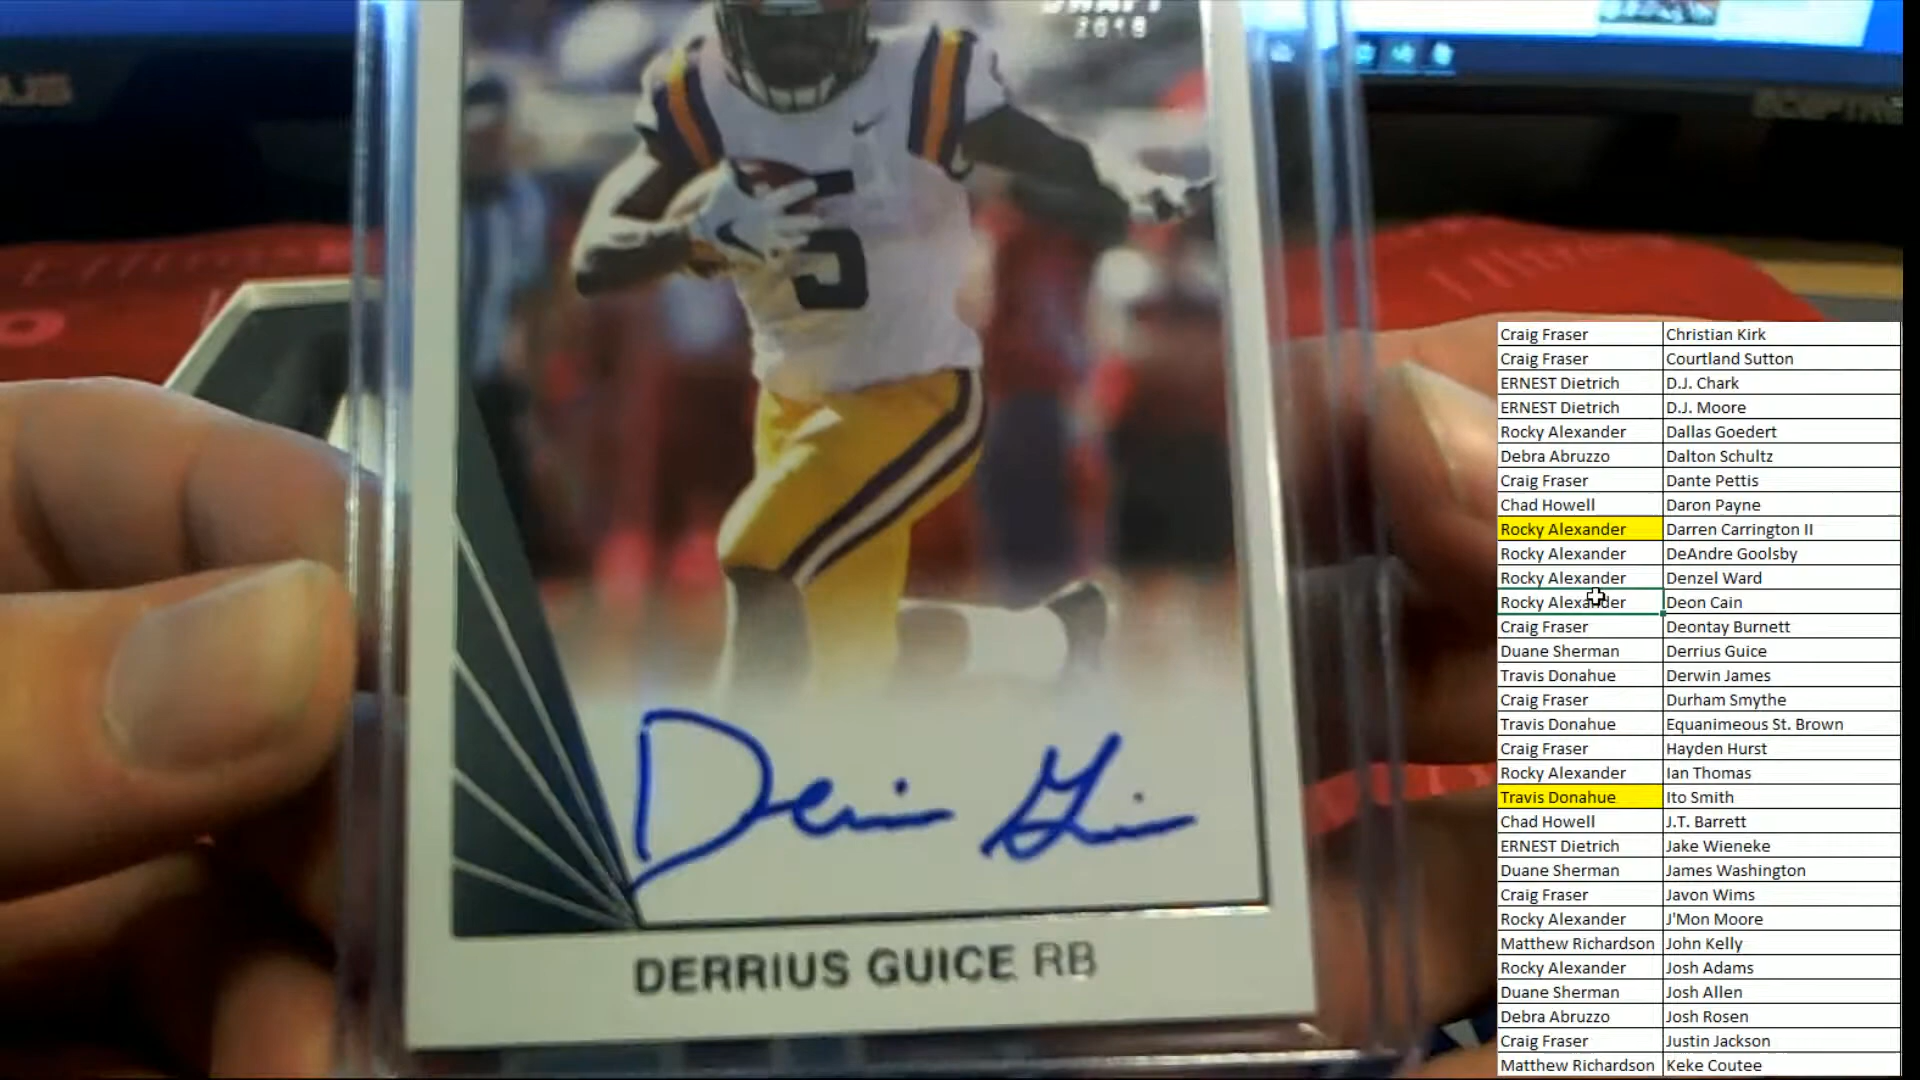 2018
5
Derrius Guice
DERRIUS GUICE RB
Craig Fraser Christian Kirk
Craig Fraser Courtland Sutton
ERNEST Dietrich D.J. Chark
ERNEST Dietrich D.J. Moore
Rocky Alexander Dallas Goedert
Debra Abruzzo Dalton Schultz
Craig Fraser Dante Pettis
Chad Howell Daron Payne
Rocky Alexander Darren Carrington II
Rocky Alexander DeAndre Goolsby
Rocky Alexander Denzel Ward
Rocky Alexander Deon Cain
Craig Fraser Deontay Burnett
Duane Sherman Derrius Guice
Travis Donahue Derwin James
Craig Fraser Durham Smythe
Travis Donahue Equanimeous St. Brown
Craig Fraser Hayden Hurst
Rocky Alexander Ian Thomas
Travis Donahue Ito Smith
Chad Howell J.T. Barrett
ERNEST Dietrich Jake Wieneke
Duane Sherman James Washington
Craig Fraser Javon Wims
Rocky Alexander J'Mon Moore
Matthew Richardson John Kelly
Rocky Alexander Josh Adams
Duane Sherman Josh Allen
Debra Abruzzo Josh Rosen
Craig Fraser Justin Jackson
Matthew Richardson Keke Coutee